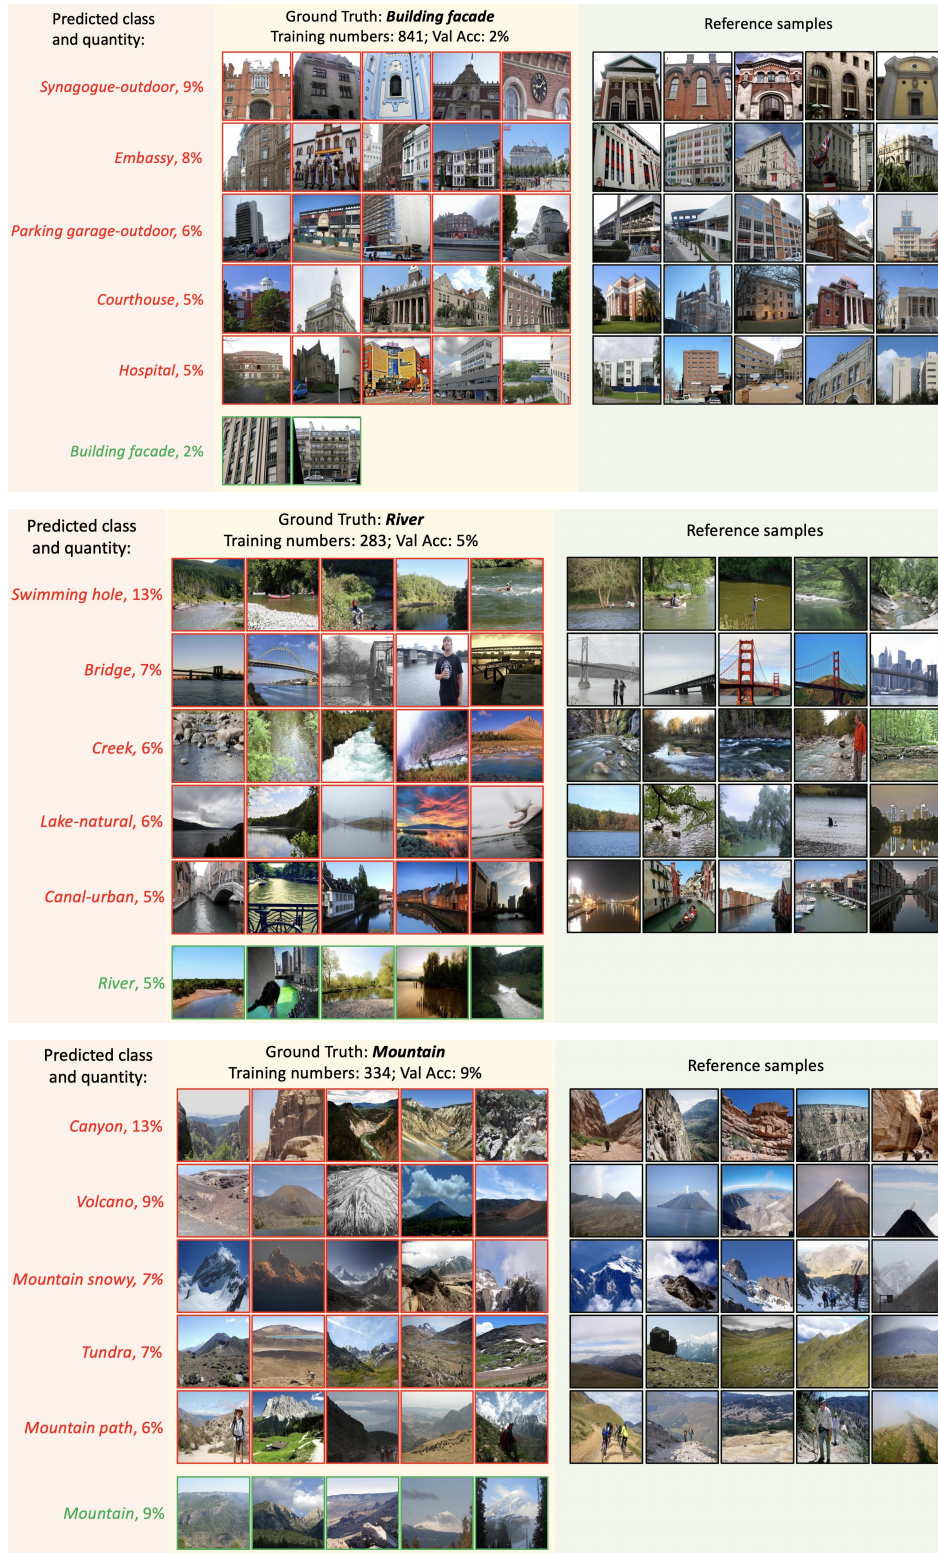 Predicted class
and quantity:
Ground Truth: Building facade
Training numbers: 841; Val Acc: 2%
Reference samples
Synagogue-outdoor, 9%
Embassy, 8%
Parking garage-outdoor, 6%
Courthouse, 5%
Hospital, 5%
Building facade, 2%
Predicted class
and quantity:
Ground Truth: River
Training numbers: 283; Val Acc: 5%
Reference samples
Swimming hole, 13%
Bridge, 7%
Creek, 6%
Lake-natural, 6%
Canal-urban, 5%
River, 5%
Predicted class
and quantity:
Ground Truth: Mountain
Training numbers: 334; Val Acc: 9%
Reference samples
Canyon, 13%
Volcano, 9%
Mountain snowy, 7%
Tundra, 7%
Mountain path, 6%
Mountain, 9%